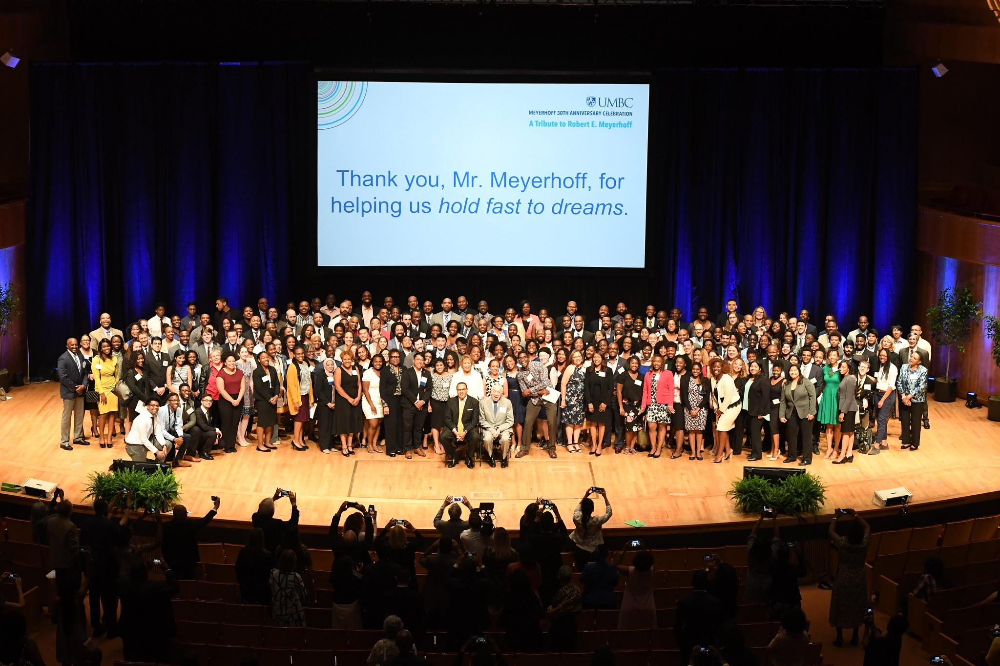 UMBC
MEYERHOFF 30TH ANNIVERSARY CELEBRATION
A Tribute to Robert E. Meyerhoff
Thank you, Mr. Meyerhoff, for
helping us hold fast to dreams.